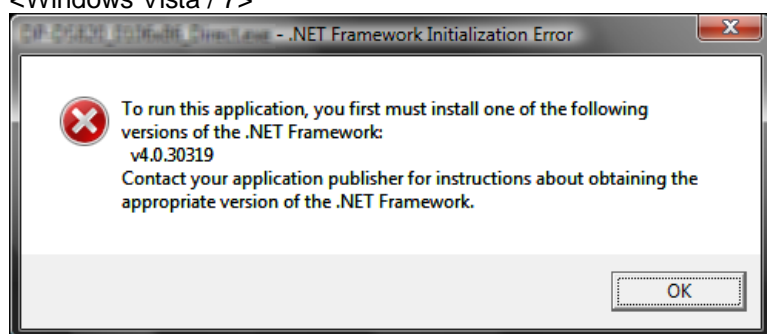 <Windows Vista / 7>
- .NET Framework Initialization Error
To run this application, you first must install one of the following
versions of the .NET Framework:
v4.0.30319
Contact your application publisher for instructions about obtaining the
appropriate version of the .NET Framework.
OK